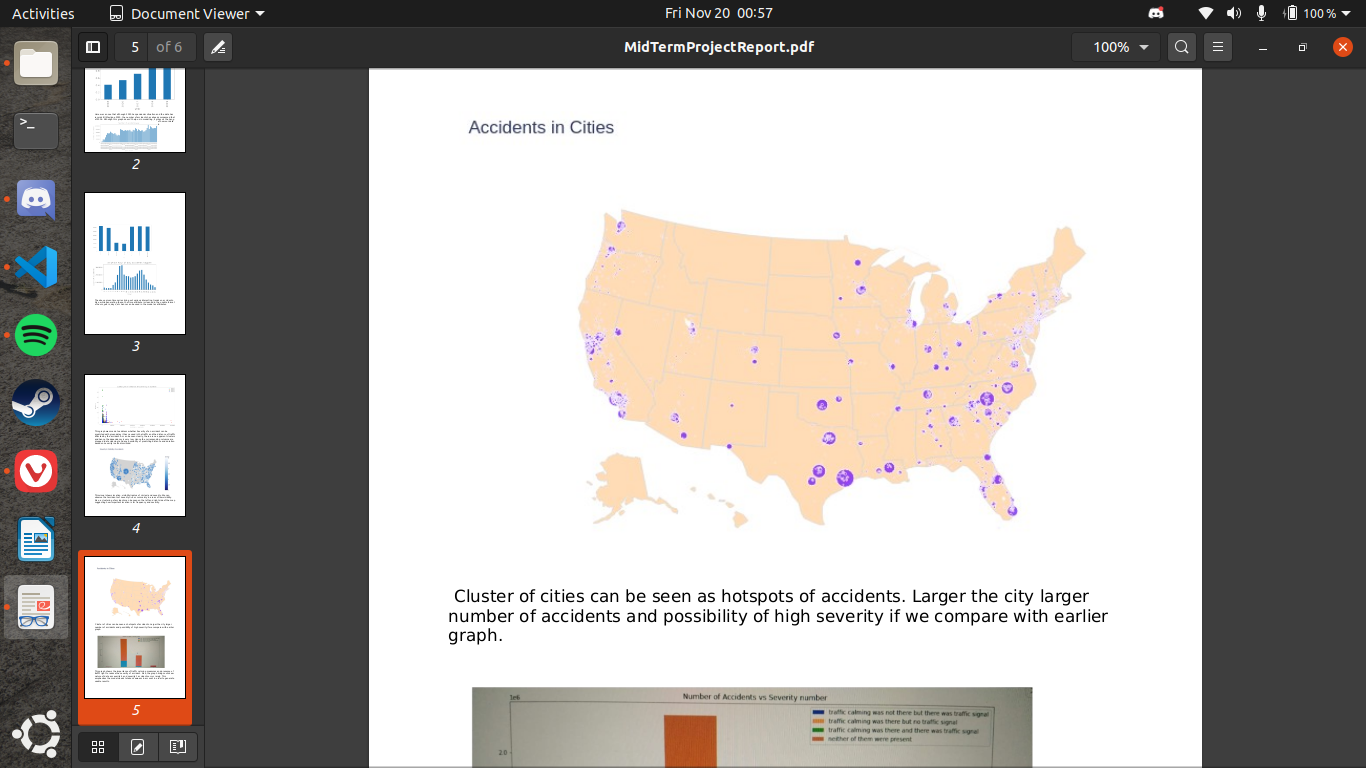 Activities
Document Viewer
Fri Nov 20 00:57
100 %
5
of 6
MidTermProjectReport.pdf
100%
2
3
4
5
Accidents in Cities
Cluster of cities can be seen as hotspots of accidents. Larger the city larger
number of accidents and possibility of high severity if we compare with earlier
graph.
Number of Accidents vs Severity number
1e6
traffic calming was not there but there was traffic signal
traffic calming was there but no traffic signal
traffic calming was there and there was traffic signal
neither of them were present
2.0